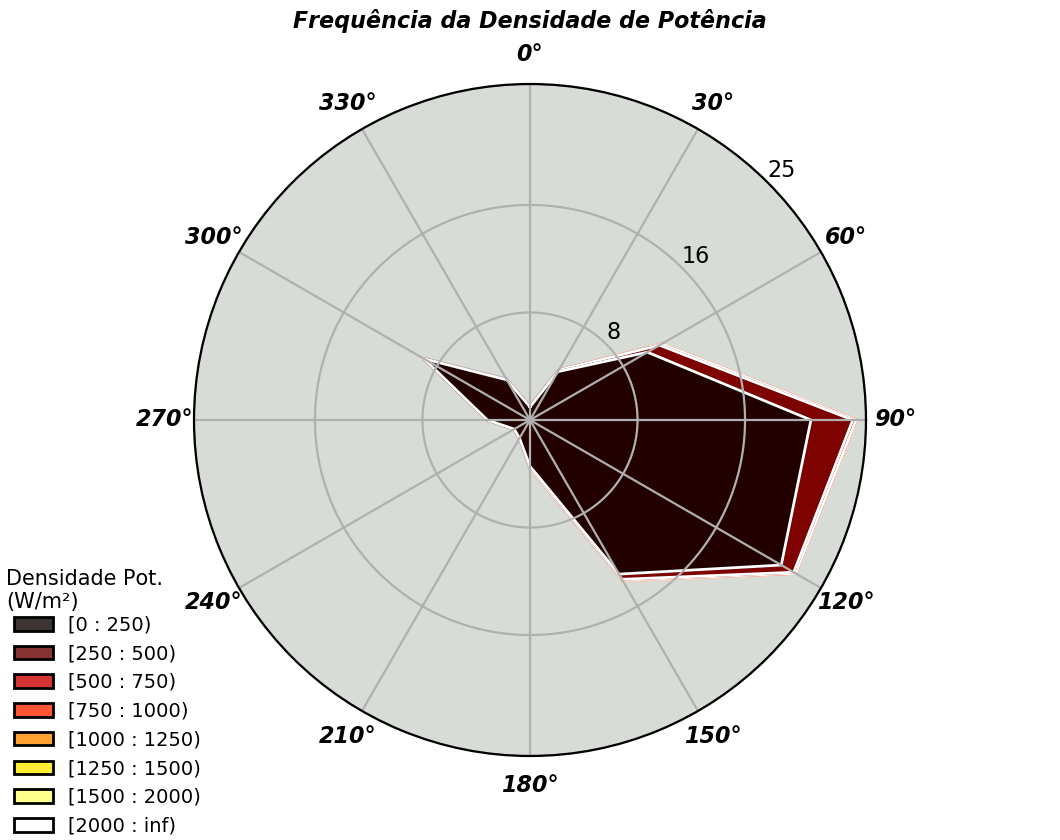 Frequência da Densidade de Potência
0°
330°
30°
25
300°
60°
16
8
270°
90°
240°
120°
210°
150°
180°
Densidade Pot.
(W/m²)
[0 : 250)
[250 : 500)
[500 : 750)
[750 : 1000)
[1000 : 1250)
[1250 : 1500)
[1500 : 2000)
[2000 : inf)